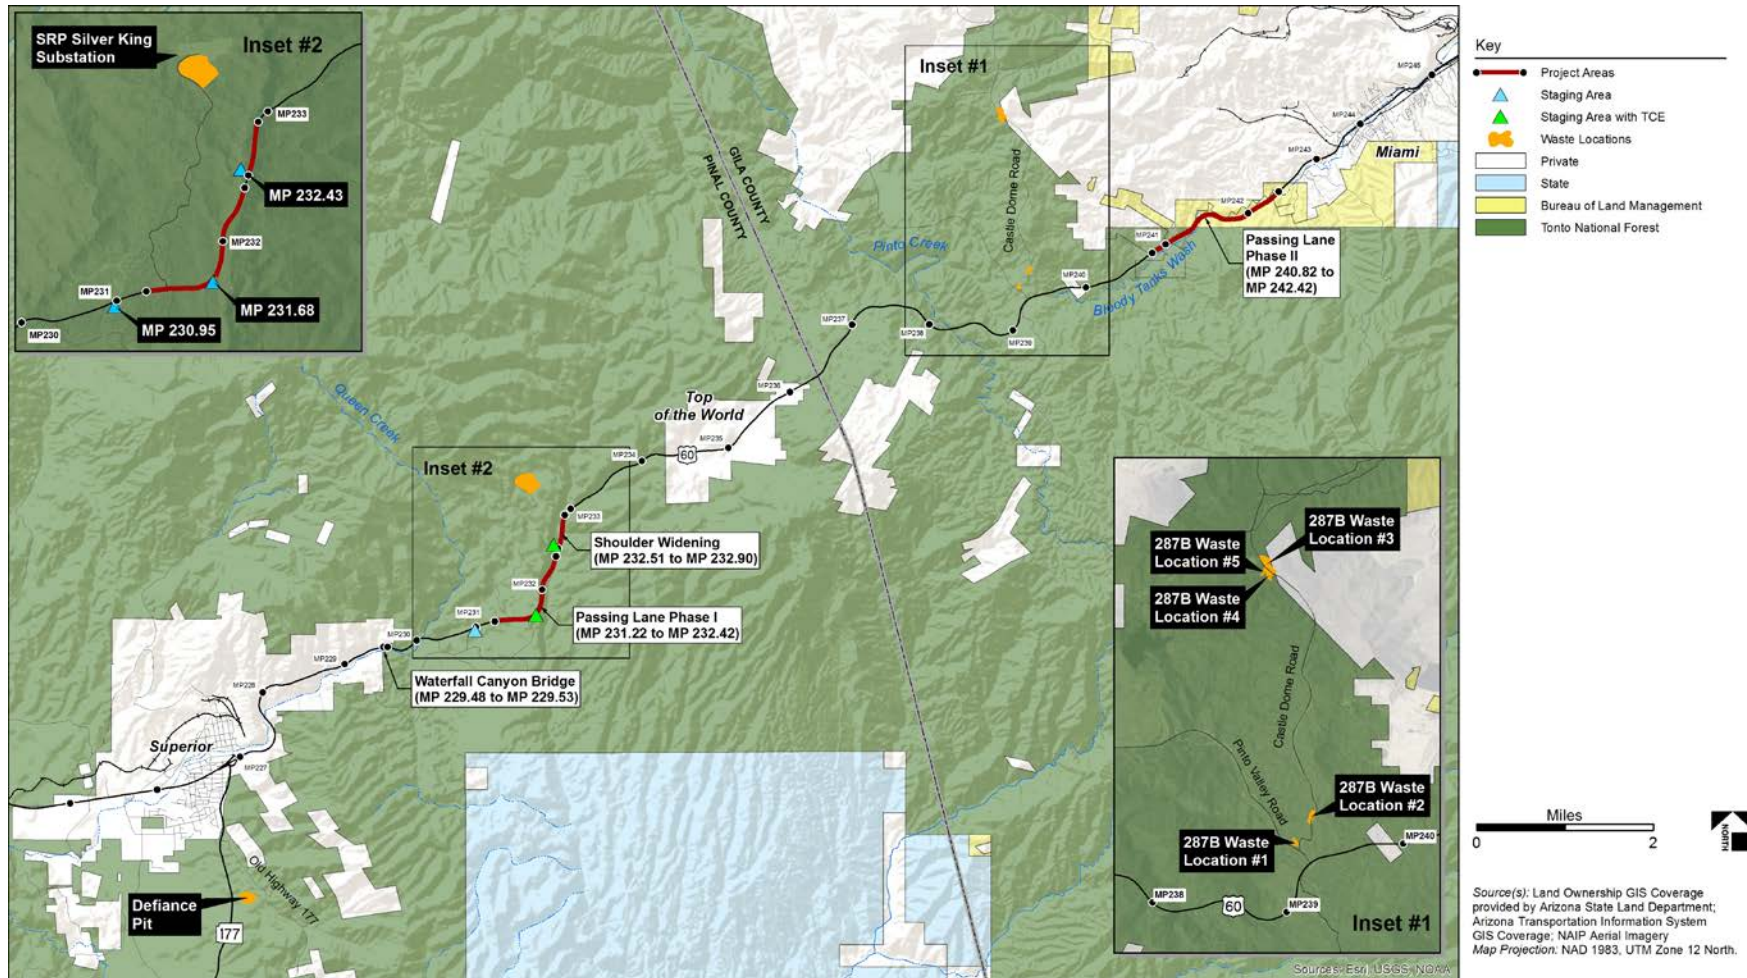 SRP Silver King
Substation
Inset #2
MP233
MP 232.43
MP232
MP231
MP 231.68
MP230
MP 230.95
GILA COUNTY
PINAL COUNTY
Inset #1
Castle Dome Road
Pinto Creek
Bloody Tanks Wash
MP245
MP244
MP243
Miami
MP242
MP241
MP240
MP239
MP238
MP237
MP236
Passing Lane
Phase II
(MP 240.82 to
MP 242.42)
Top
of the World
MP235
60
MP234
Queen Creek
Inset #2
MP233
Shoulder Widening
(MP 232.51 to MP 232.90)
MP232
MP231
Passing Lane Phase I
(MP 231.22 to MP 232.42)
MP230
MP229
Waterfall Canyon Bridge
(MP 229.48 to MP 229.53)
MP228
Superior
MP227
Old Highway 177
Defiance
Pit
177
287B Waste
Location #3
287B Waste
Location #5
287B Waste
Location #4
Castle Dome Road
Pinto Valley Road
287B Waste
Location #2
287B Waste
Location #1
MP240
MP238
60
MP239
Inset #1
Sources: Esri, USGS, NOAA
Key
Project Areas
Staging Area
Staging Area with TCE
Waste Locations
Private
State
Bureau of Land Management
Tonto National Forest
Miles
0 2
NORTH
Source(s): Land Ownership GIS Coverage
provided by Arizona State Land Department;
Arizona Transportation Information System
GIS Coverage; NAIP Aerial Imagery
Map Projection: NAD 1983, UTM Zone 12 North.